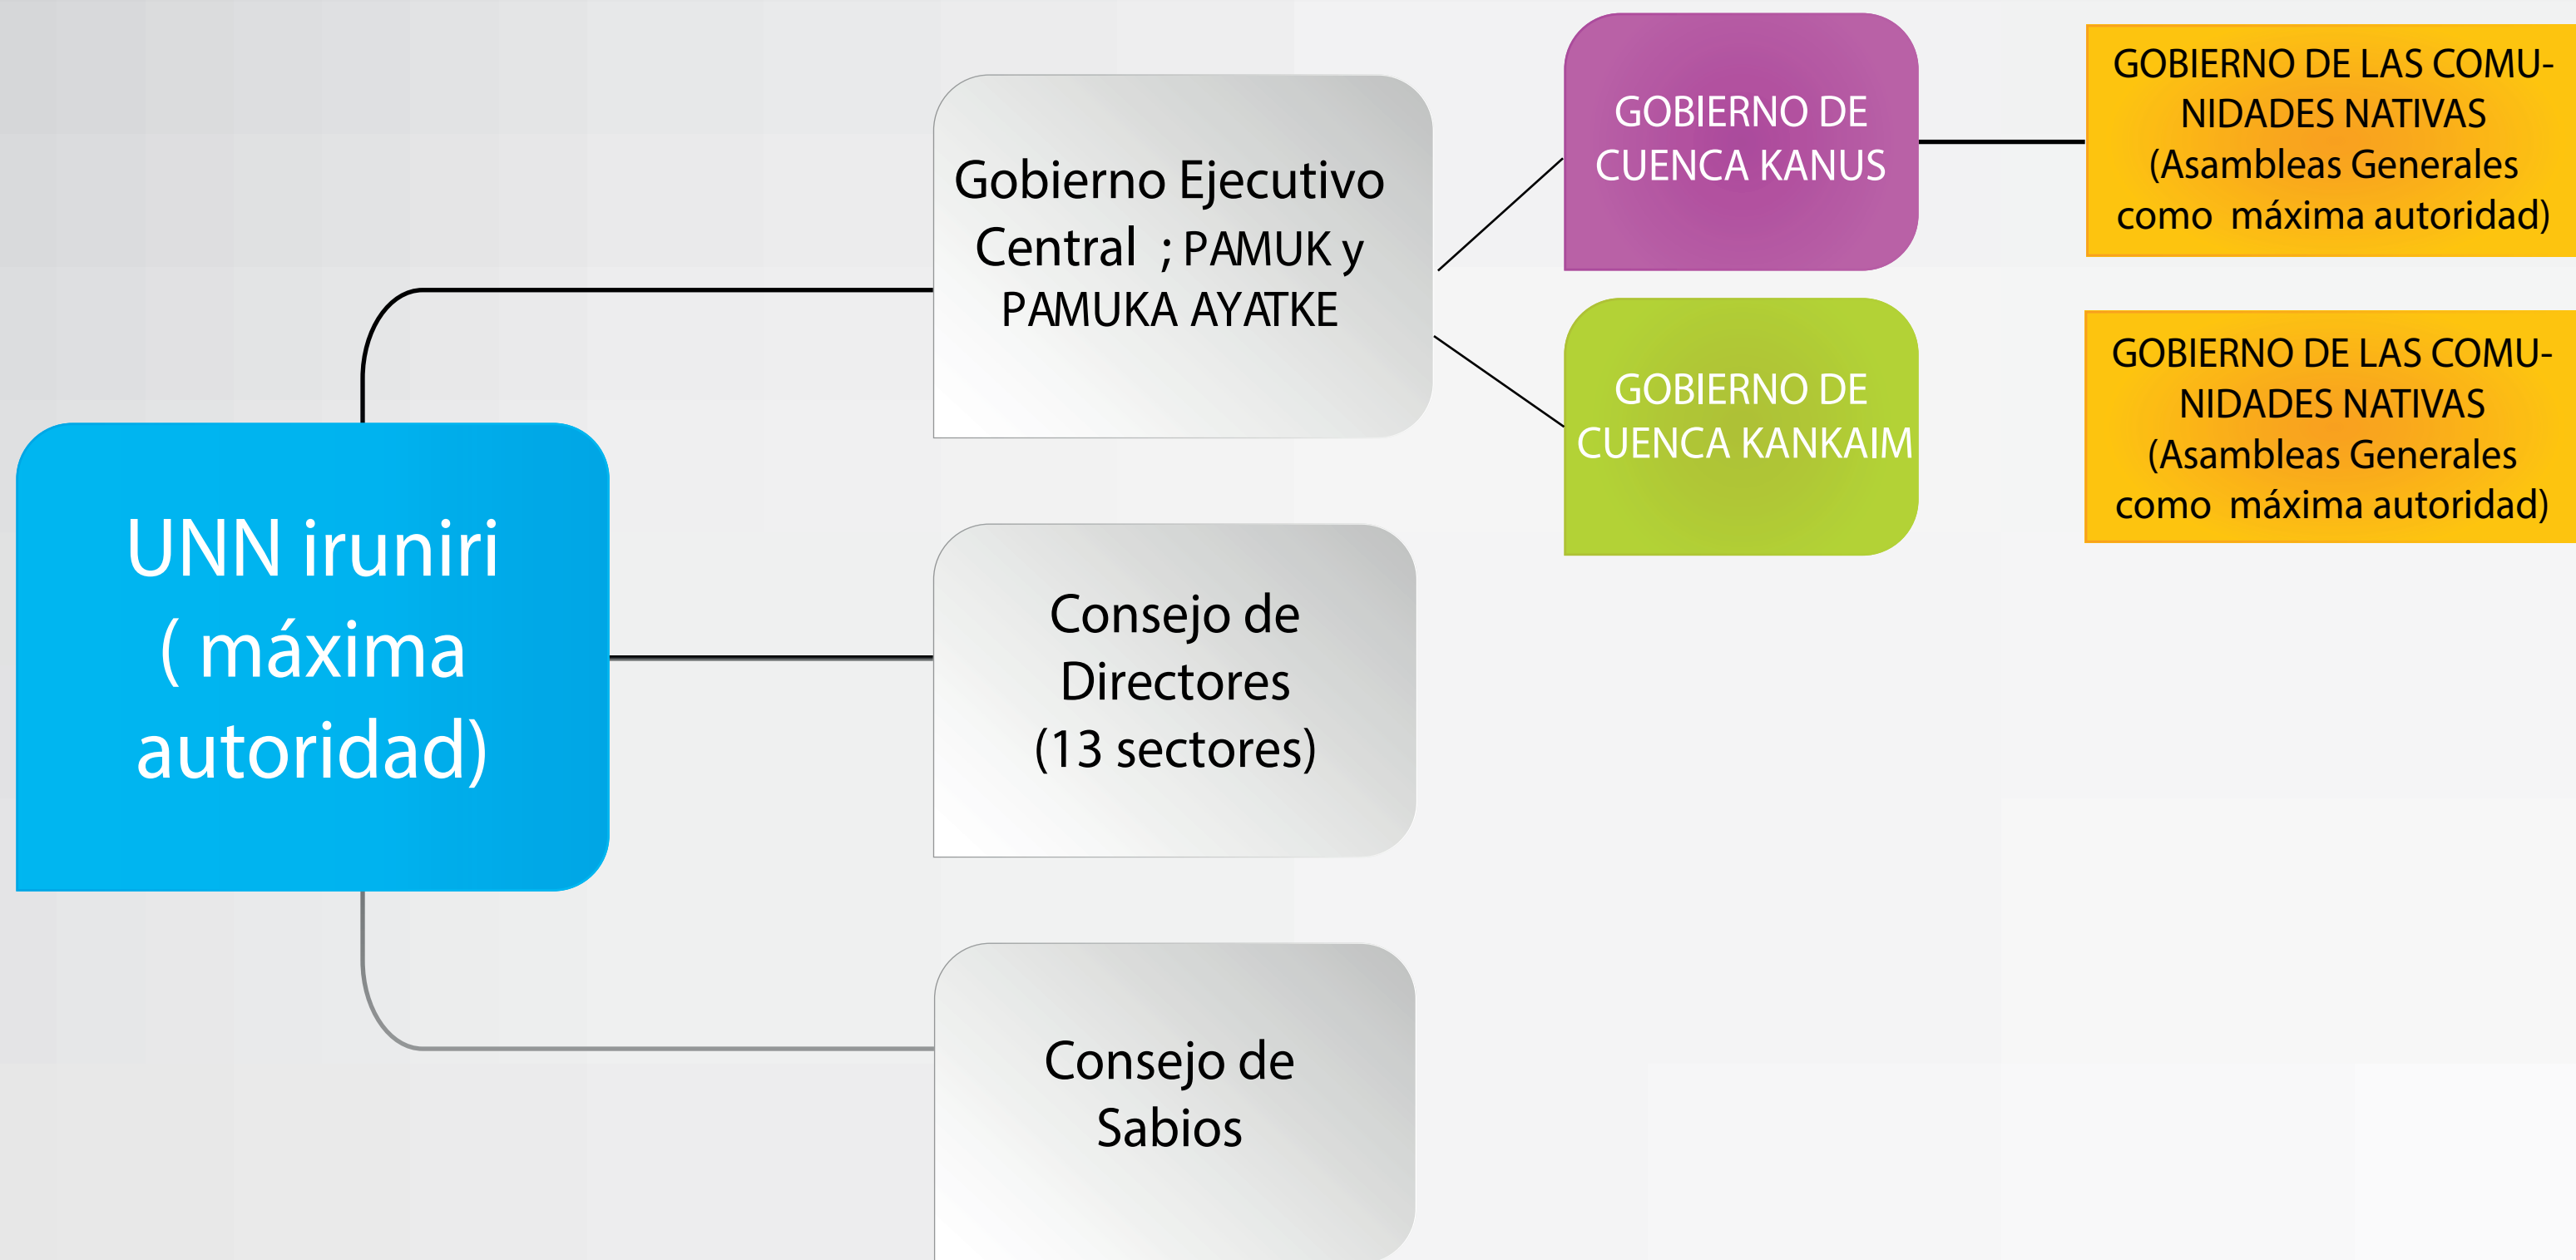 UNN iruniri
( máxima
autoridad)
Gobierno Ejecutivo
Central ; PAMUK y
PAMUKA AYATKE
Consejo de
Directores
(13 sectores)
Consejo de
Sabios
GOBIERNO DE
CUENCA KANUS
GOBIERNO DE
CUENCA KANKAIM
GOBIERNO DE LAS COMU-
NIDADES NATIVAS
(Asambleas Generales
como máxima autoridad)
GOBIERNO DE LAS COMU-
NIDADES NATIVAS
(Asambleas Generales
como máxima autoridad)